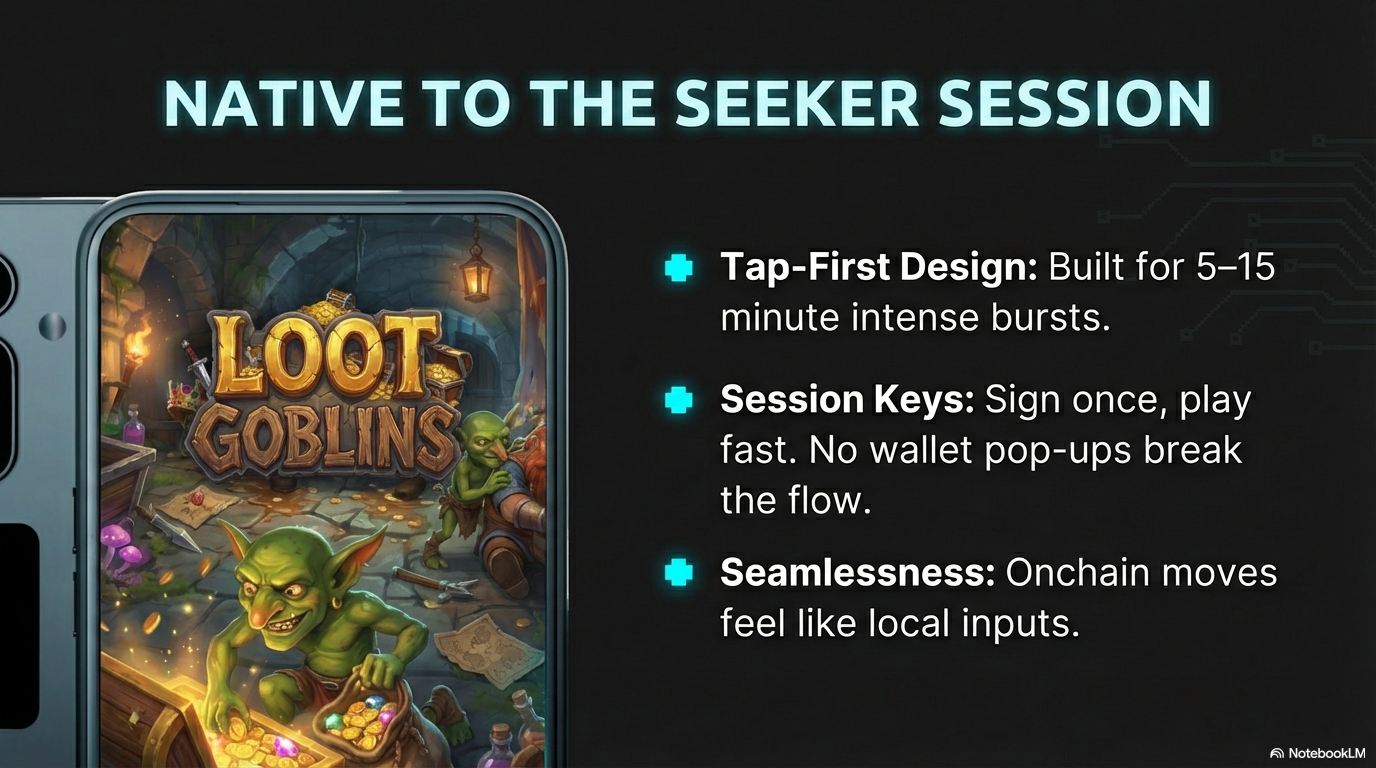 NATIVE TO THE SEEKER SESSION
LOOT
GOBLINS
Tap-First Design: Built for 5–15
minute intense bursts.
Session Keys: Sign once, play
fast. No wallet pop-ups break
the flow.
Seamlessness: Onchain moves
feel like local inputs.
NotebookLM